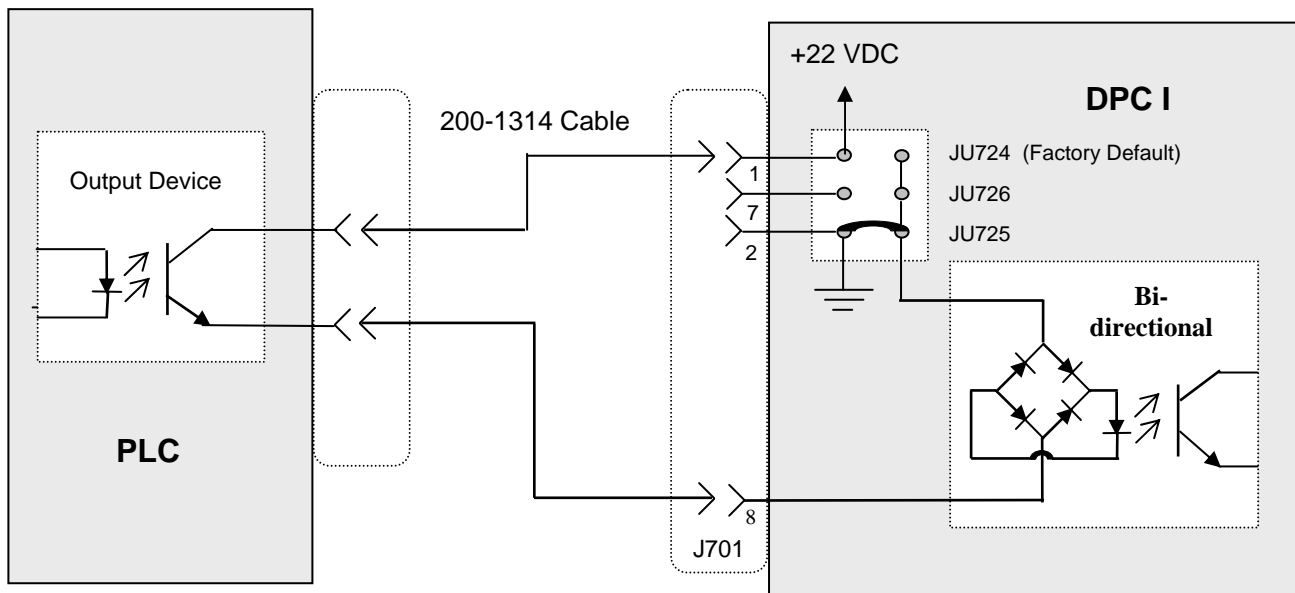 +22 VDC
DPC I
200-1314 Cable
JU724 (Factory Default)
1
Output Device
JU726
7
JU725
2
Bi-
directional
PLC
8
J701